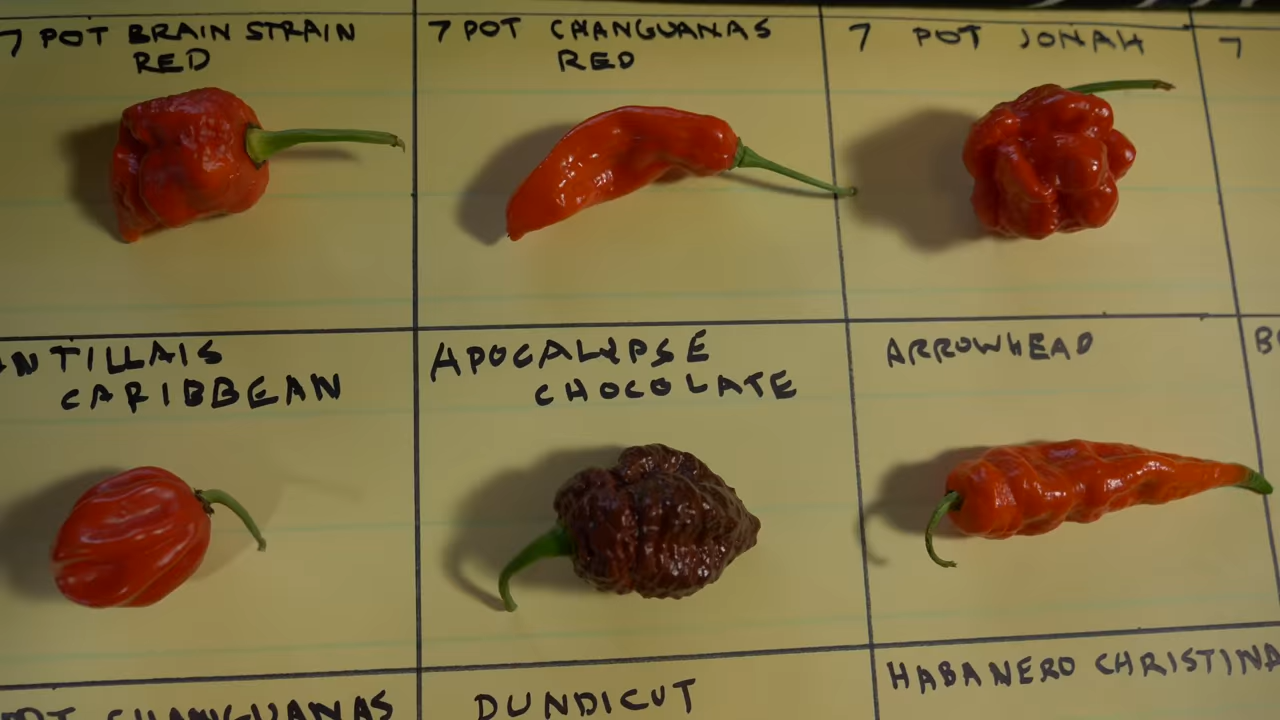 7 POT BRAIN STRAIN
RED
7 POT CHANGUANAS
RED
7 POT JONAH
7
NTILLAIS
CARIBBEAN
APOCALYPSE
CHOCOLATE
ARROWHEAD
B
CHANGUANAS
DUNDICUT
HABANERO CHRISTINA